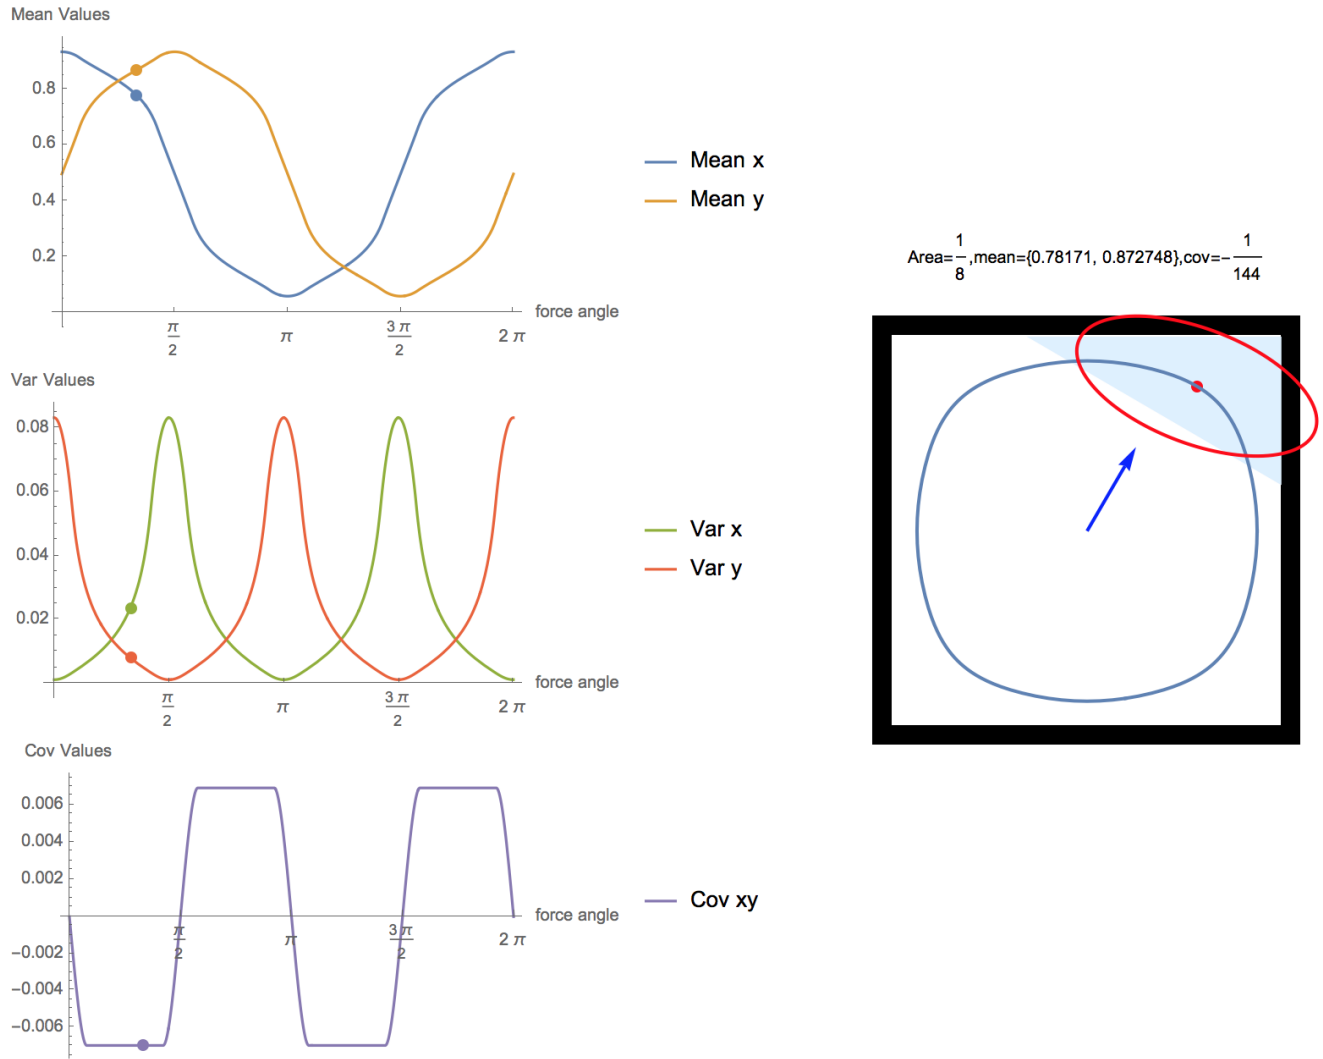 Mean Values
0.8
0.6
0.4
0.2
π/2
π
3 π/2
2 π
force angle
Mean x
Mean y
Var Values
0.08
0.06
0.04
0.02
π/2
π
3 π/2
2 π
force angle
Var x
Var y
Cov Values
0.006
0.004
0.002
−0.002
−0.004
−0.006
π/2
π
3 π/2
2 π
force angle
Cov xy
Area=1/8,mean={0.78171, 0.872748},cov=−1/144